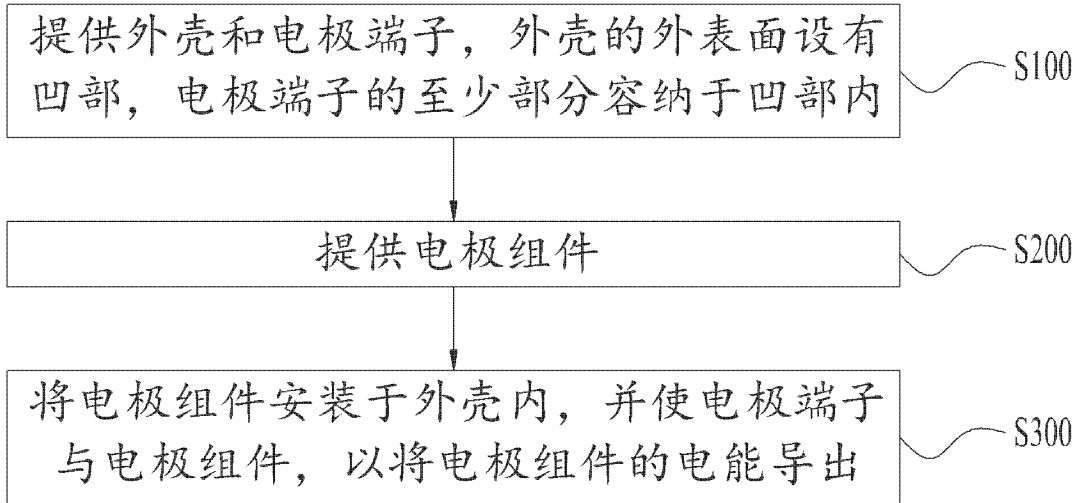 提供外壳和电极端子，外壳的外表面设有
凹部，电极端子的至少部分容纳于凹部内
S100
提供电极组件
S200
将电极组件安装于外壳内，并使电极端子
与电极组件，以将电极组件的电能导出
S300